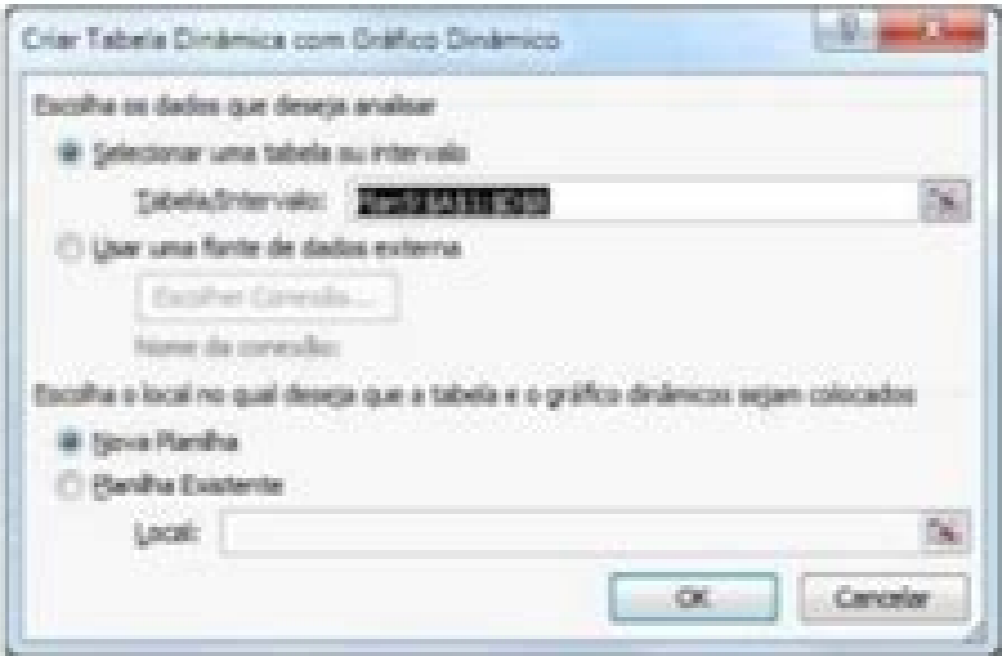 Criar Tabela Dinâmica com Gráfico Dinâmico
Escolha os dados que deseja analisar
Selecionar uma tabela ou intervalo
Tabela/Intervalo:
Usar uma fonte de dados externa
Escolher Conexão...
Nome da conexão:
Escolha o local no qual deseja que a tabela e o gráfico dinâmicos sejam colocados
Nova Planilha
Planilha Existente
Local:
OK
Cancelar